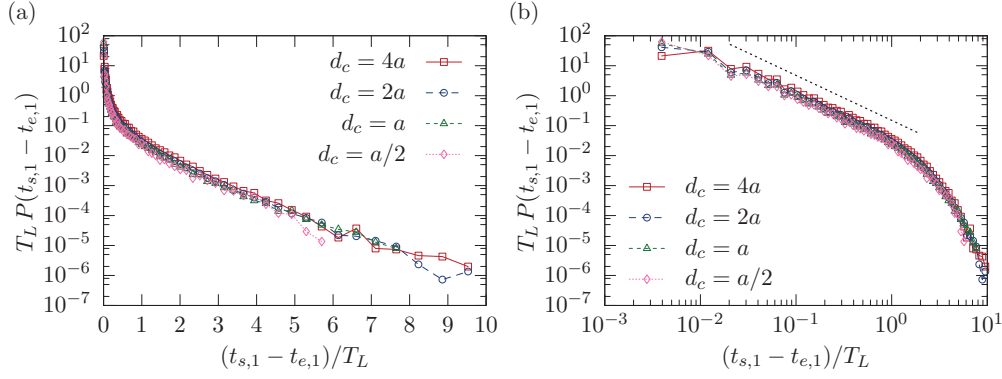 (a)
10^2
10^1
10^0
10^-1
10^-2
10^-3
10^-4
10^-5
10^-6
10^-7
T_L P(t_{s,1} − t_{e,1})
0 1 2 3 4 5 6 7 8 9 10
(t_{s,1} − t_{e,1})/T_L
d_c = 4a
d_c = 2a
d_c = a
d_c = a/2
(b)
10^2
10^1
10^0
10^-1
10^-2
10^-3
10^-4
10^-5
10^-6
10^-7
T_L P(t_{s,1} − t_{e,1})
d_c = 4a
d_c = 2a
d_c = a
d_c = a/2
10^-3 10^-2 10^-1 10^0 10^1
(t_{s,1} − t_{e,1})/T_L